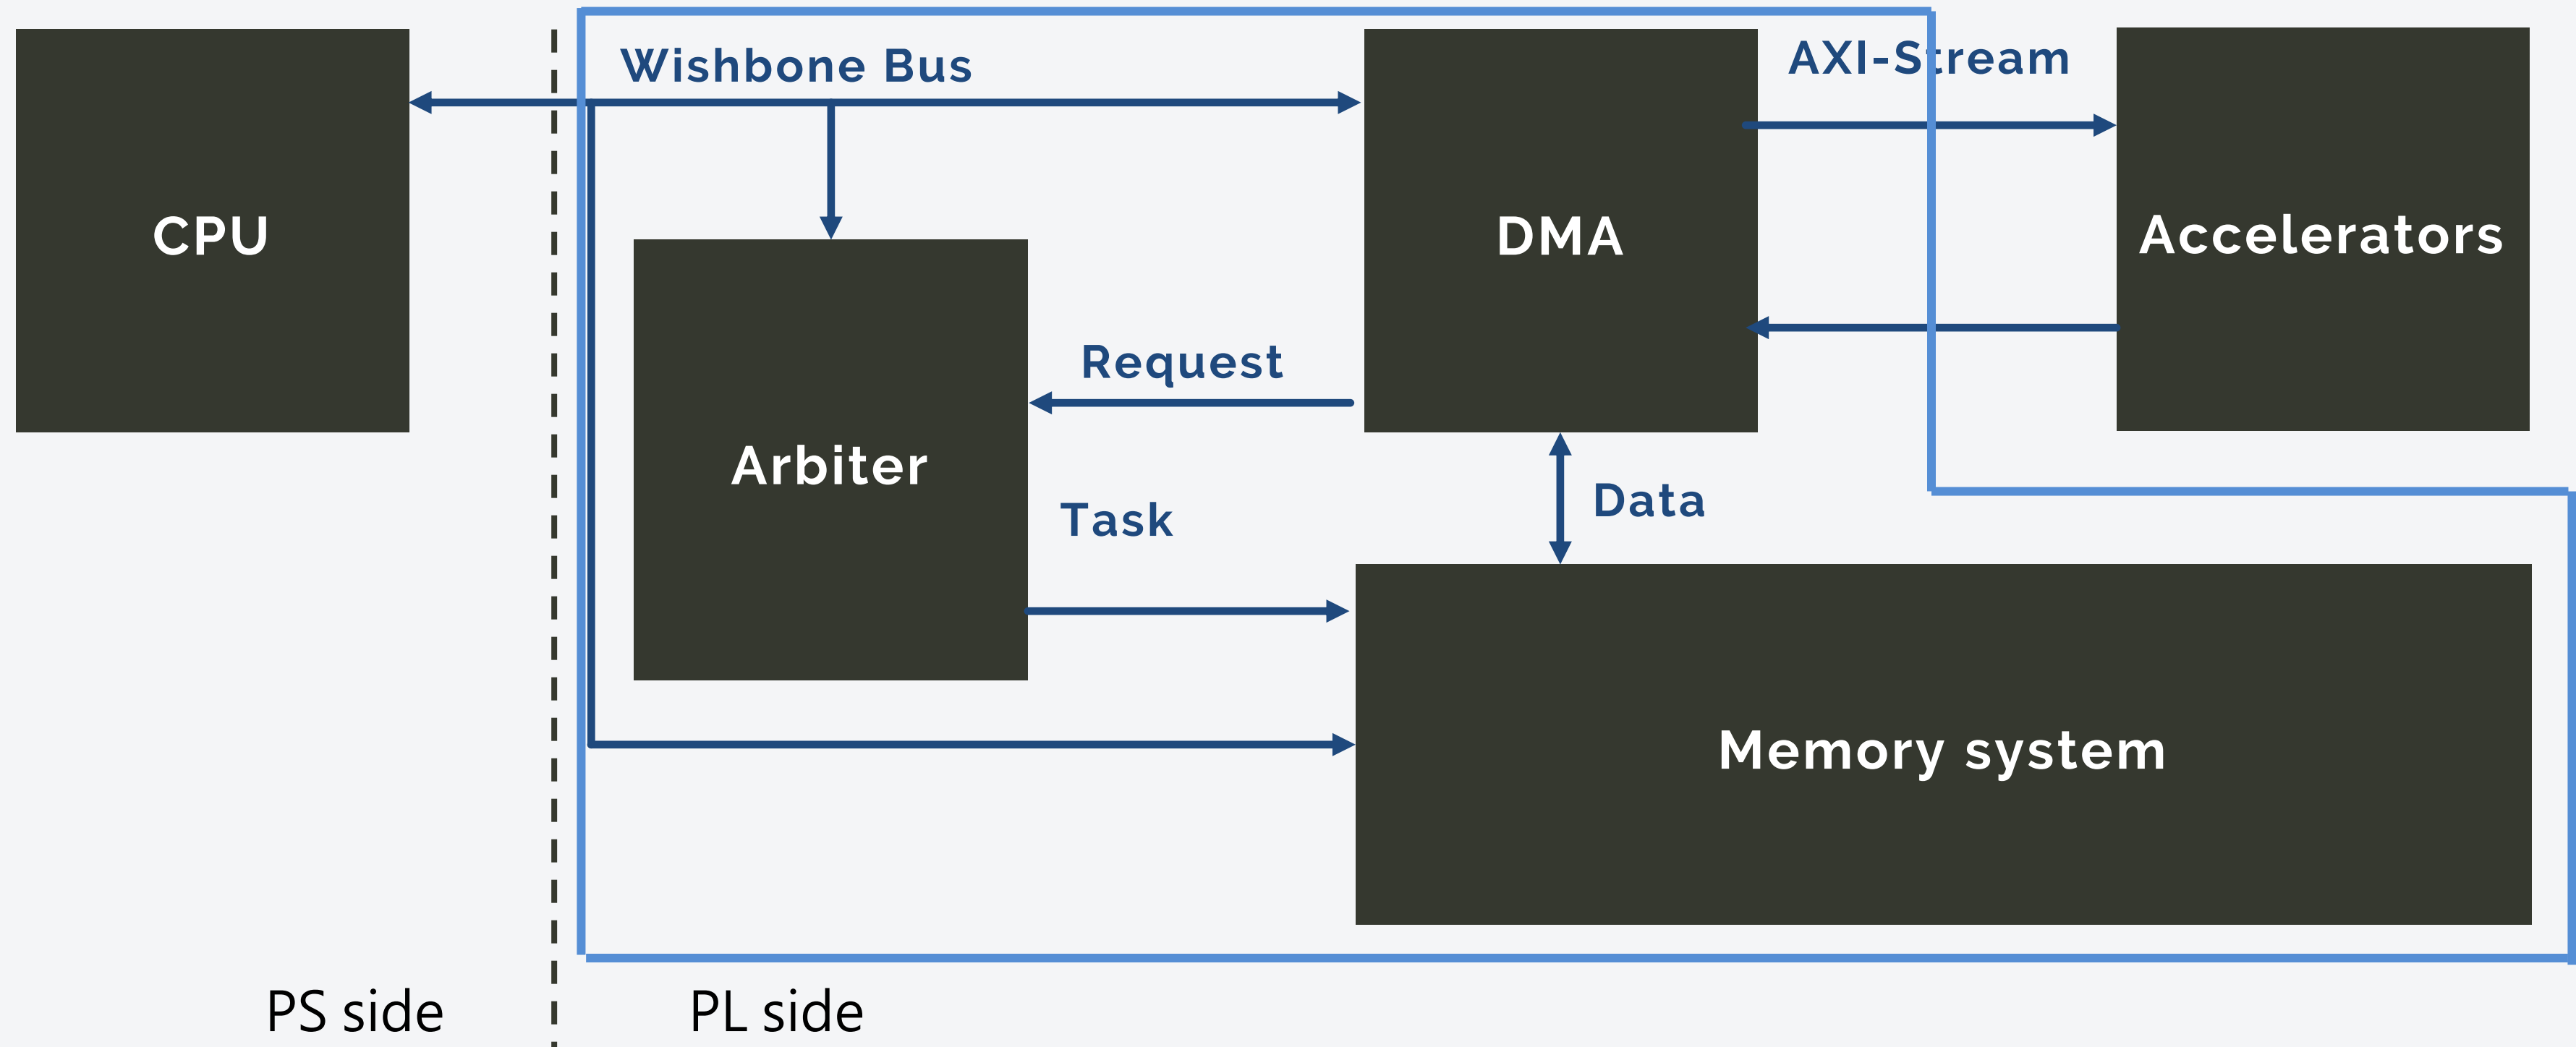 Wishbone Bus
AXI-Stream
CPU
DMA
Accelerators
Request
Arbiter
Task
Data
Memory system
PS side
PL side